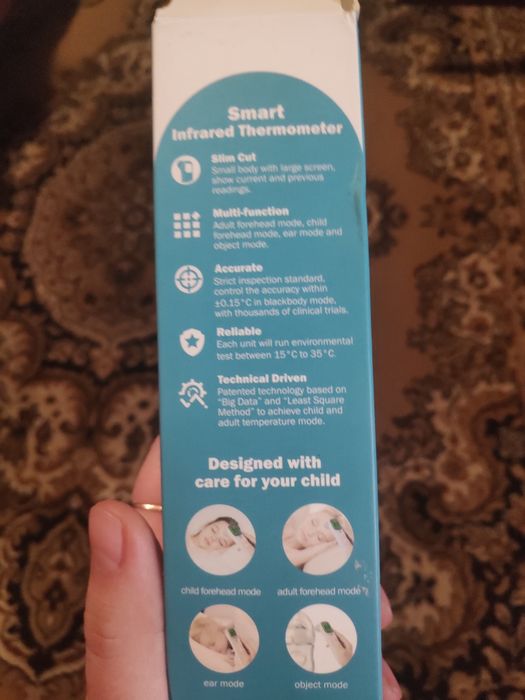 Smart
Infrared Thermometer
Slim Cut
Small body with large screen,
show current and previous
readings.
Multi-function
Adult forehead mode, child
forehead mode, ear mode and
object mode.
Accurate
Strict inspection standard,
control the accuracy within
±0.15°C in blackbody mode,
with thousands of clinical trials.
Reliable
Each unit will run environmental
test between 15°C to 35°C
Technical Driven
Patented technology based on
"Big Data" and "Least Square
Method" to achieve child and
adult temperature mode.
Designed with
care for your child
child forehead mode
adult forehead mode
ear mode
object mode